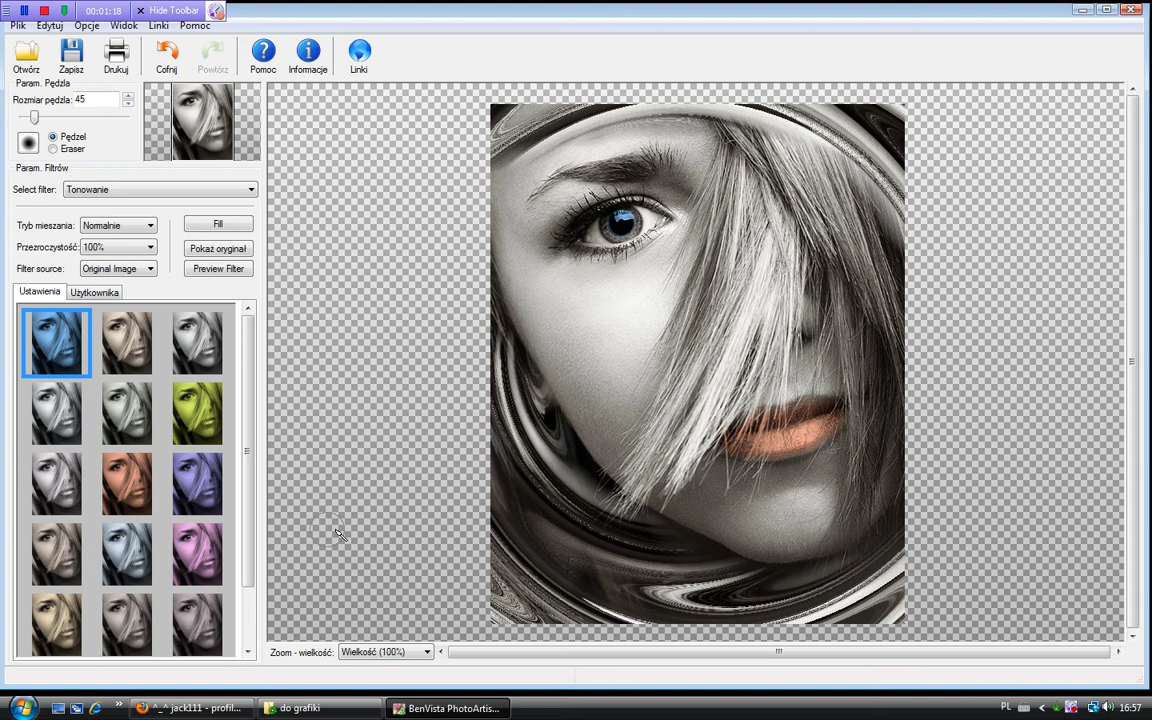 00:01:18 Hide Toolbar
Plik Edytuj Opcje Widok Linki Pomoc
Otwórz Zapisz Drukuj Cofnij Powtórz Pomoc Informacje Linki
Param. Pędzla
Rozmiar pędzla: 45
Pędzel
Eraser
Param. Filtrów
Select filter: Tonowanie
Tryb mieszania: Normalnie Fill
Przezroczystość: 100% Pokaż oryginał
Filter source: Original Image Preview Filter
Ustawienia Użytkownika
Zoom - wielkość: Wielkość (100%)
^_^ jack111 - profil... do grafiki BenVista PhotoArtis... PL 16:57